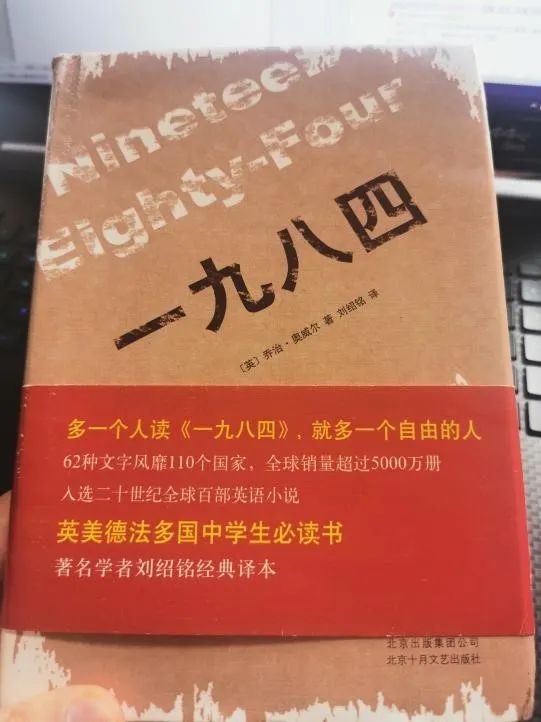 Nineteen
Eighty-Four
一九八四
〔英〕乔治·奥威尔 著 刘绍铭 译
多一个人读《一九八四》，就多一个自由的人
62种文字风靡110个国家，全球销量超过5000万册
入选二十世纪全球百部英语小说
英美德法多国中学生必读书
著名学者刘绍铭经典译本
北京出版集团公司
北京十月文艺出版社